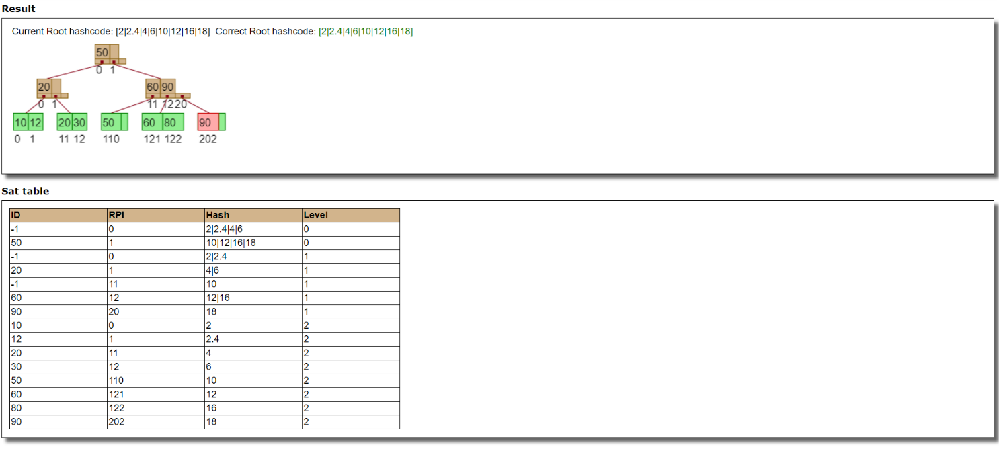 Result
Current Root hashcode: [2|2.4|4|6|10|12|16|18] Correct Root hashcode: [2|2.4|4|6|10|12|16|18]
50
0 1
20 60 90
0 1 11 12 20
10 12 20 30 50 60 80 90
0 1 11 12 110 121 122 202
Sat table
ID RPI Hash Level
-1 0 2|2.4|4|6 0
50 1 10|12|16|18 0
-1 0 2|2.4 1
20 1 4|6 1
-1 11 10 1
60 12 12|16 1
90 20 18 1
10 0 2 2
12 1 2.4 2
20 11 4 2
30 12 6 2
50 110 10 2
60 121 12 2
80 122 16 2
90 202 18 2